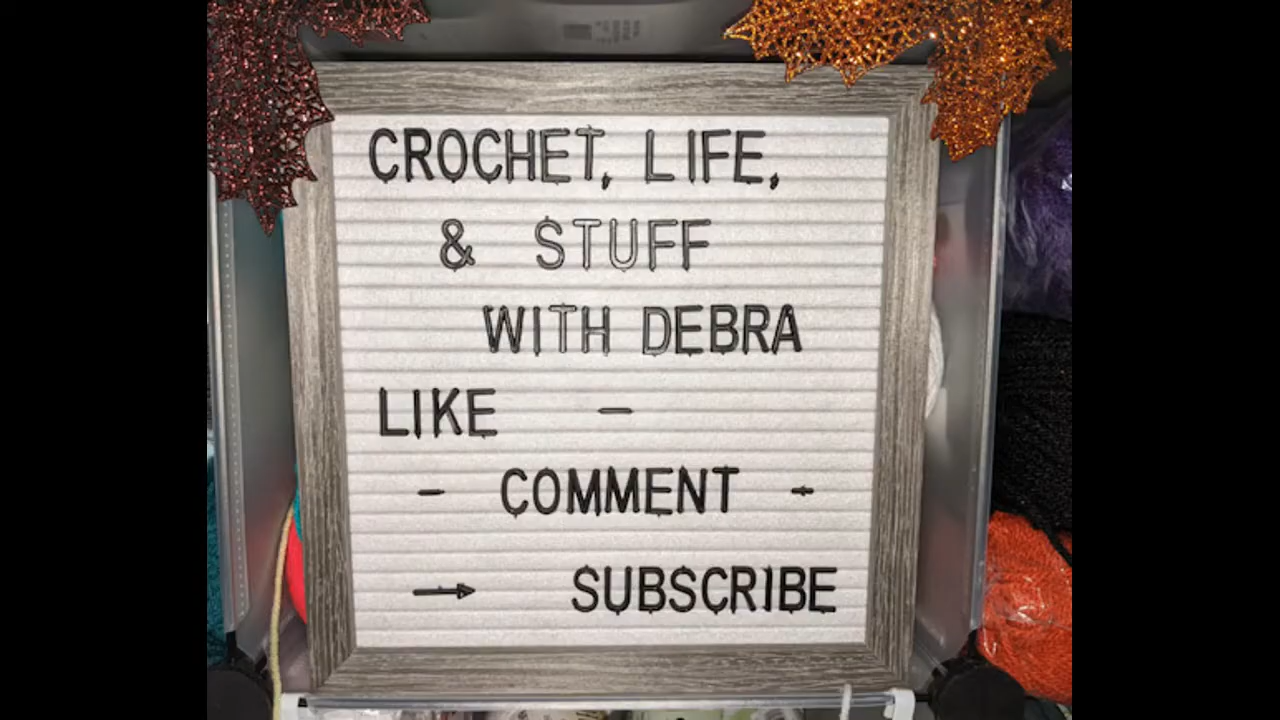 CROCHET, LIFE,
& STUFF
WITH DEBRA
LIKE -
- COMMENT -
→ SUBSCRIBE